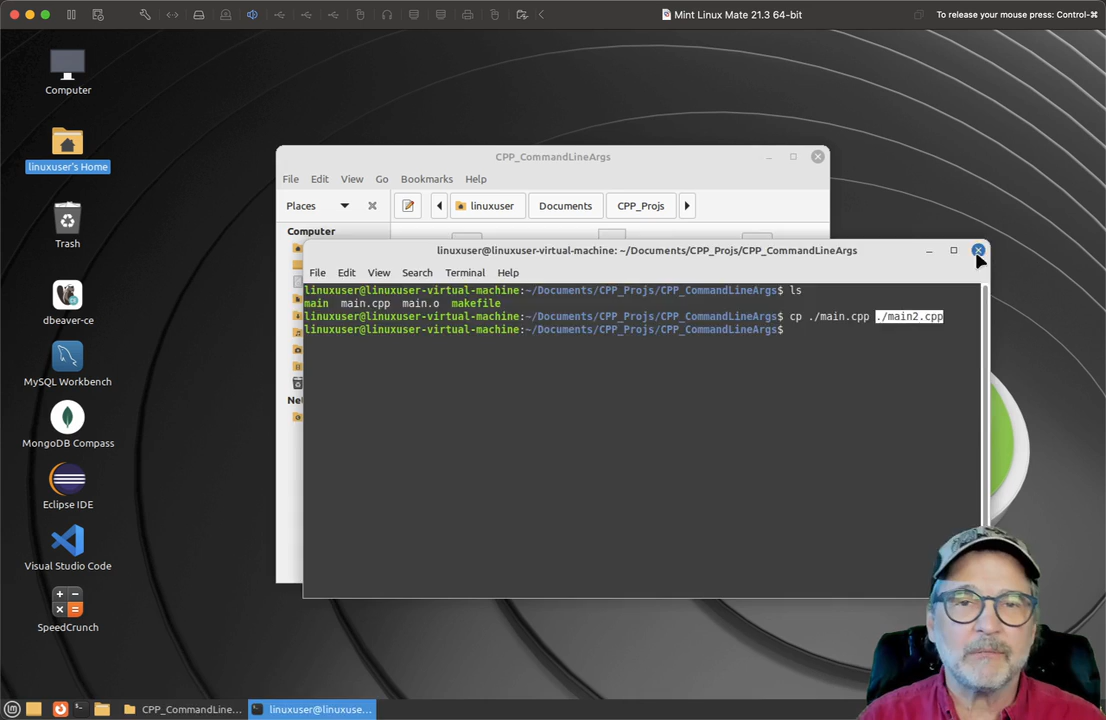 Mint Linux Mate 21.3 64-bit
To release your mouse press: Control-⌘
Computer
linuxuser's Home
Trash
dbeaver-ce
MySQL Workbench
MongoDB Compass
Eclipse IDE
Visual Studio Code
SpeedCrunch
CPP_CommandLineArgs
File Edit View Go Bookmarks Help
Places linuxuser Documents CPP_Projs
Computer
Ne
linuxuser@linuxuser-virtual-machine: ~/Documents/CPP_Projs/CPP_CommandLineArgs
File Edit View Search Terminal Help
linuxuser@linuxuser-virtual-machine:~/Documents/CPP_Projs/CPP_CommandLineArgs$ ls
main main.cpp main.o makefile
linuxuser@linuxuser-virtual-machine:~/Documents/CPP_Projs/CPP_CommandLineArgs$ cp ./main.cpp ./main2.cpp
linuxuser@linuxuser-virtual-machine:~/Documents/CPP_Projs/CPP_CommandLineArgs$
CPP_CommandLine... linuxuser@linuxuse...